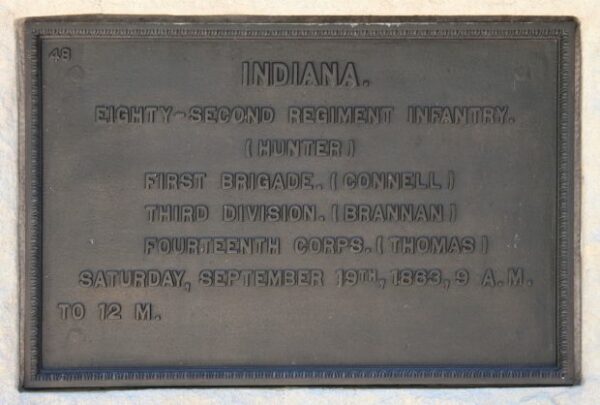 48
INDIANA.
EIGHTY-SECOND REGIMENT INFANTRY.
(HUNTER)
FIRST BRIGADE. (CONNELL)
THIRD DIVISION. (BRANNAN)
FOURTEENTH CORPS. (THOMAS)
SATURDAY, SEPTEMBER 19TH, 1863, 9 A.M.
TO 12 M.